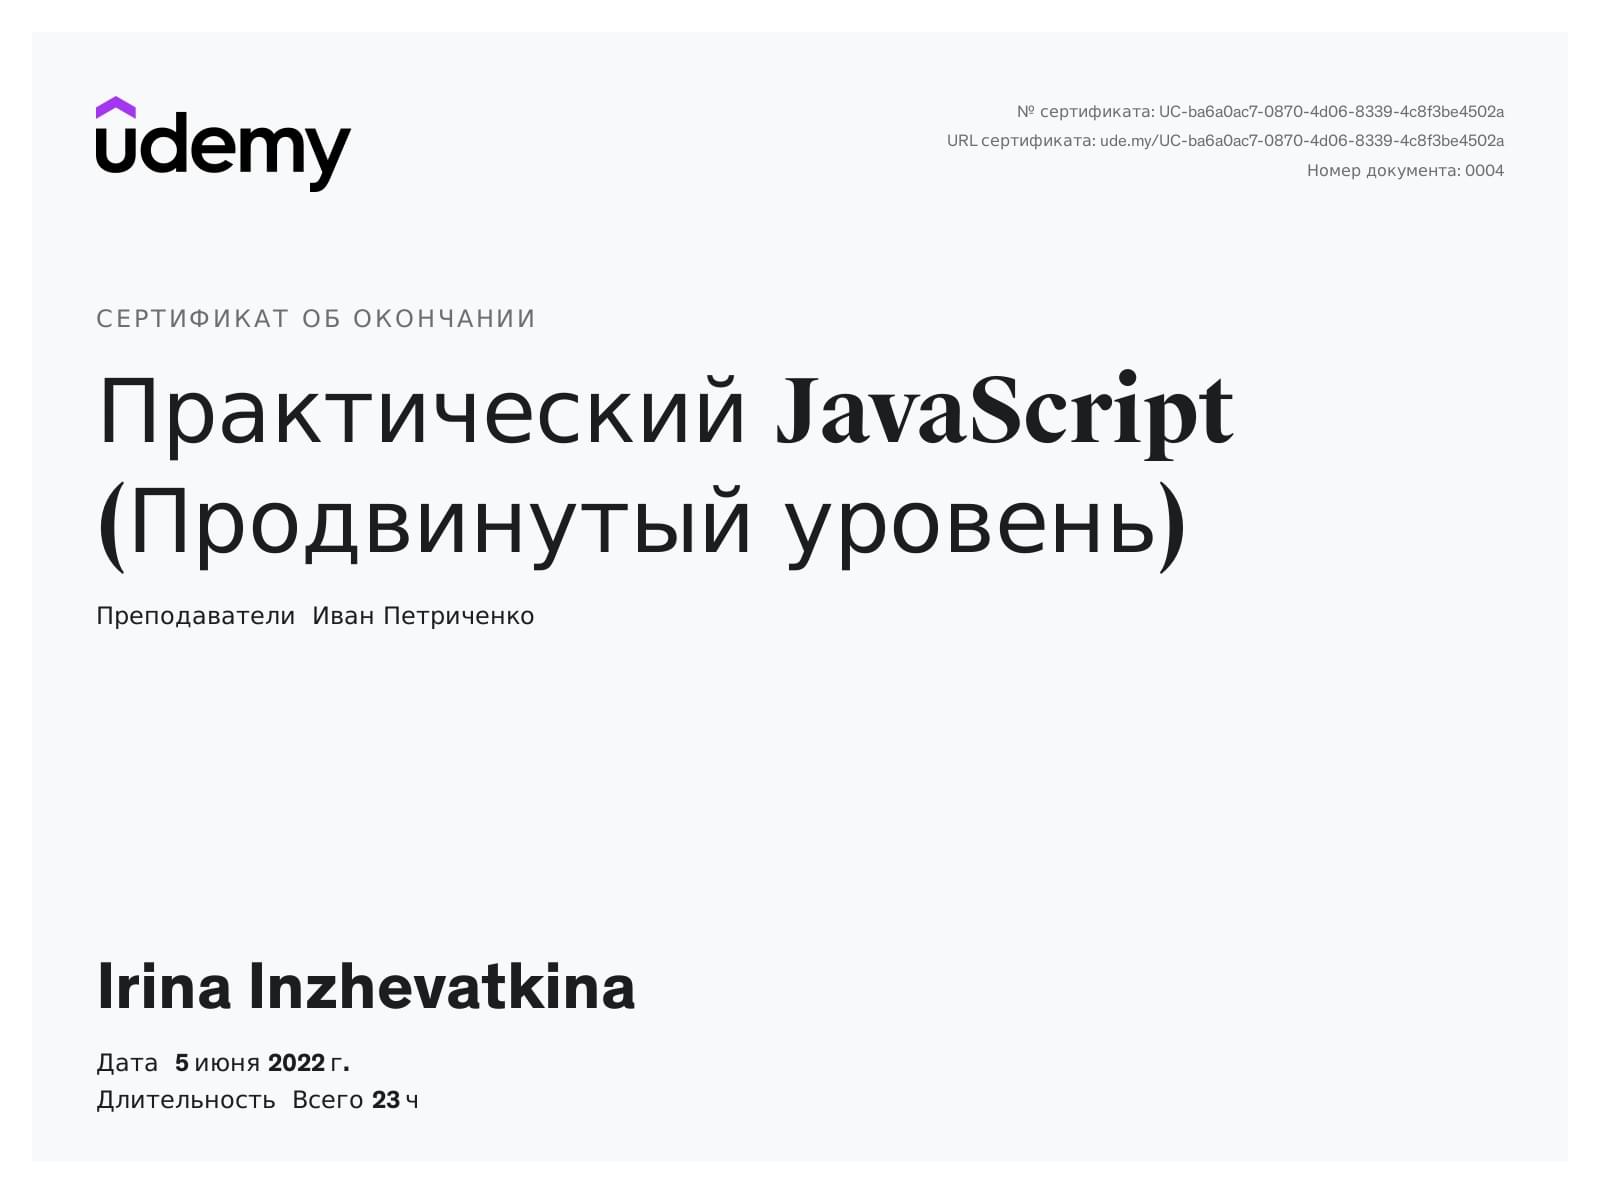 udemy
№ сертификата: UC-ba6a0ac7-0870-4d06-8339-4c8f3be4502a
URL сертификата: ude.my/UC-ba6a0ac7-0870-4d06-8339-4c8f3be4502a
Номер документа: 0004
СЕРТИФИКАТ ОБ ОКОНЧАНИИ
Практический JavaScript
(Продвинутый уровень)
Преподаватели Иван Петриченко
Irina Inzhevatkina
Дата 5 июня 2022 г.
Длительность Всего 23 ч